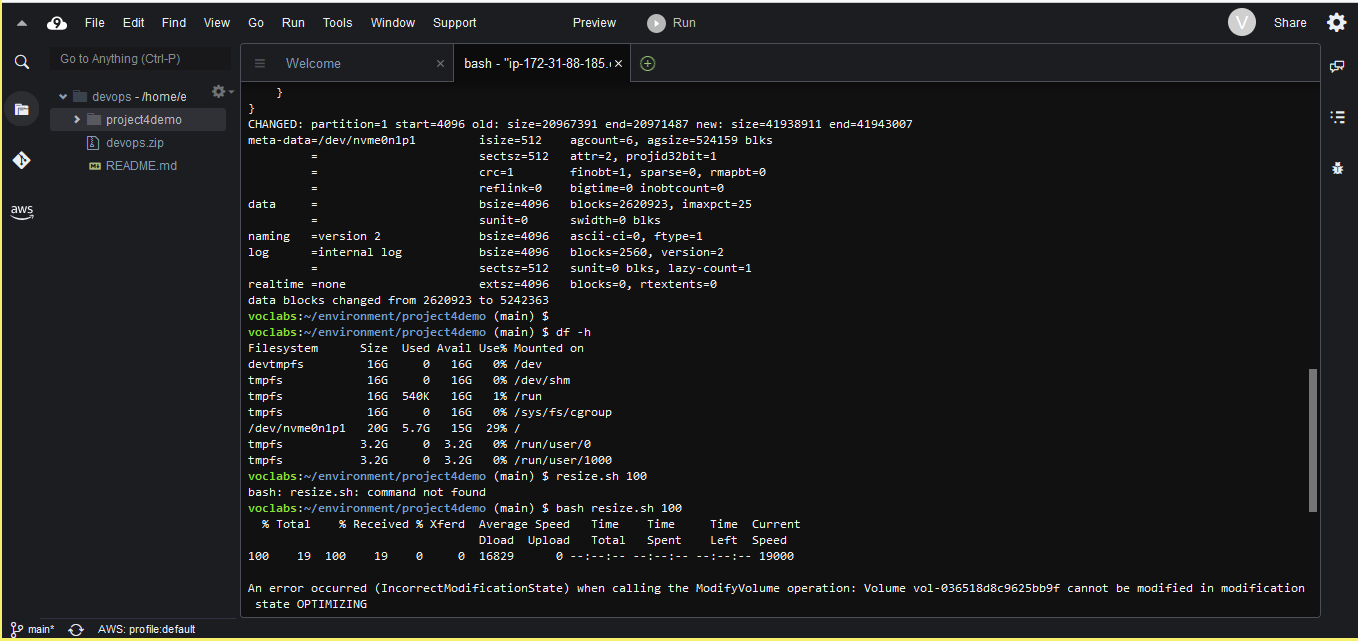 File Edit Find View Go Run Tools Window Support Preview Run V Share
Go to Anything (Ctrl-P)
Welcome
bash - "ip-172-31-88-185.
devops - /home/e
project4demo
devops.zip
README.md
aws
}
}
CHANGED: partition=1 start=4096 old: size=20967391 end=20971487 new: size=41938911 end=41943007
meta-data=/dev/nvme0n1p1 isize=512 agcount=6, agsize=524159 blks
= sectsz=512 attr=2, projid32bit=1
= crc=1 finobt=1, sparse=0, rmapbt=0
= reflink=0 bigtime=0 inobtcount=0
data = bsize=4096 blocks=2620923, imaxpct=25
= sunit=0 swidth=0 blks
naming =version 2 bsize=4096 ascii-ci=0, ftype=1
log =internal log bsize=4096 blocks=2560, version=2
= sectsz=512 sunit=0 blks, lazy-count=1
realtime =none extsz=4096 blocks=0, rtextents=0
data blocks changed from 2620923 to 5242363
voclabs:~/environment/project4demo (main) $
voclabs:~/environment/project4demo (main) $ df -h
Filesystem Size Used Avail Use% Mounted on
devtmpfs 16G 0 16G 0% /dev
tmpfs 16G 0 16G 0% /dev/shm
tmpfs 16G 540K 16G 1% /run
tmpfs 16G 0 16G 0% /sys/fs/cgroup
/dev/nvme0n1p1 20G 5.7G 15G 29% /
tmpfs 3.2G 0 3.2G 0% /run/user/0
tmpfs 3.2G 0 3.2G 0% /run/user/1000
voclabs:~/environment/project4demo (main) $ resize.sh 100
bash: resize.sh: command not found
voclabs:~/environment/project4demo (main) $ bash resize.sh 100
% Total % Received % Xferd Average Speed Time Time Time Current
Dload Upload Total Spent Left Speed
100 19 100 19 0 0 16829 0 --:--:-- --:--:-- --:--:-- 19000
An error occurred (IncorrectModificationState) when calling the ModifyVolume operation: Volume vol-036518d8c9625bb9f cannot be modified in modification
state OPTIMIZING
main* AWS: profile:default